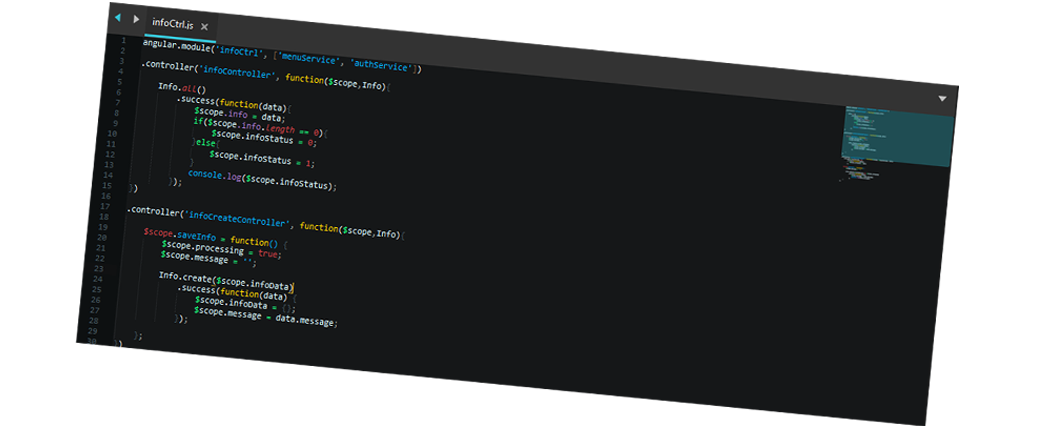 infoCtrl.js ×
1 angular.module('infoCtrl', ['menuService', 'authService'])
2
3 .controller('infoController', function($scope,Info){
4
5 Info.all()
6 .success(function(data){
7 $scope.info = data;
8 if($scope.info.length == 0){
9 $scope.infoStatus = 0;
10 }else{
11 $scope.infoStatus = 1;
12 }
13 console.log($scope.infoStatus);
14 });
15 })
16
17 .controller('infoCreateController', function($scope,Info){
18
19 $scope.saveInfo = function() {
20 $scope.processing = true;
21 $scope.message = '';
22
23 Info.create($scope.infoData)
24 .success(function(data) {
25 $scope.infoData = {};
26 $scope.message = data.message;
27 });
28
29 };
30 })